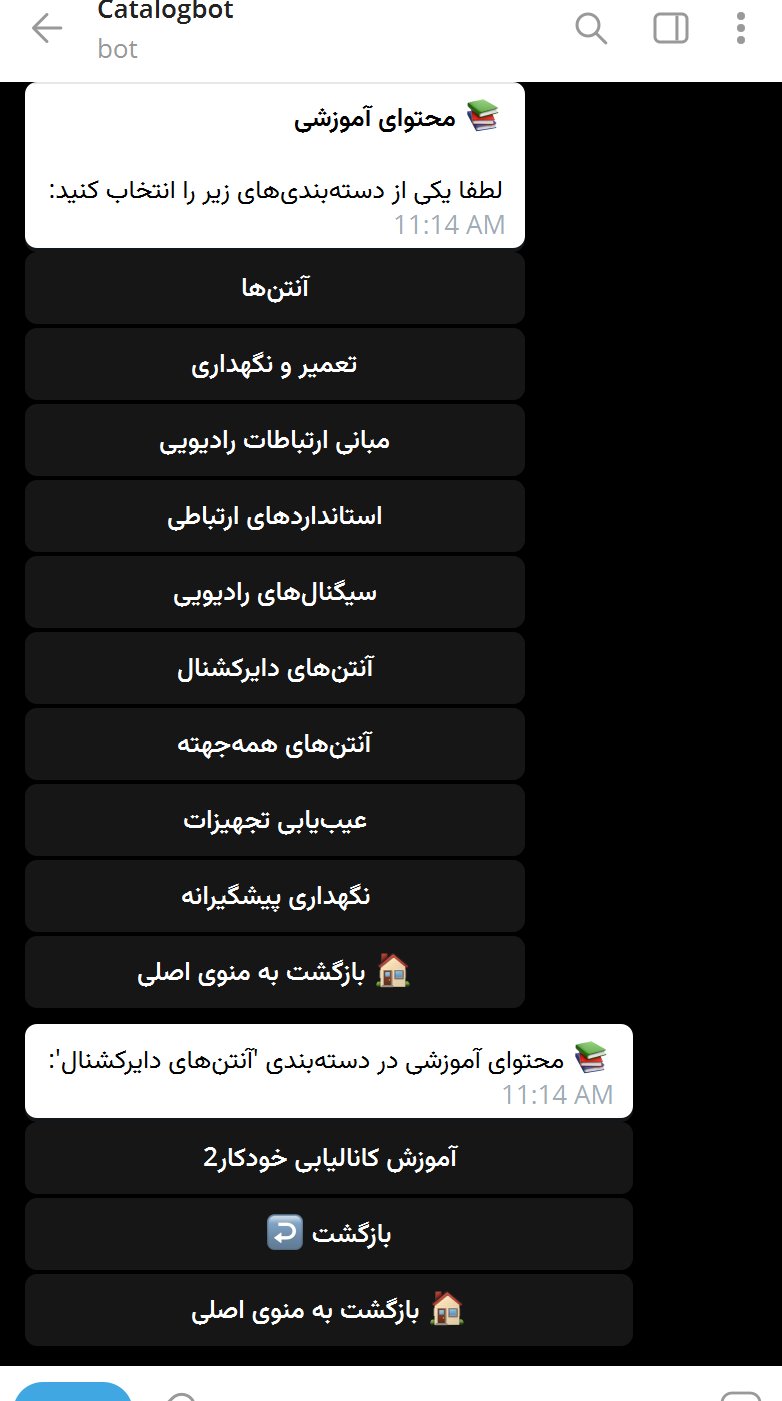 Catalogbot
bot
📚 محتوای آموزشی
لطفا یکی از دسته‌بندی‌های زیر را انتخاب کنید:
11:14 AM
آنتن‌ها
تعمیر و نگهداری
مبانی ارتباطات رادیویی
استانداردهای ارتباطی
سیگنال‌های رادیویی
آنتن‌های دایرکشنال
آنتن‌های همه‌جهته
عیب‌یابی تجهیزات
نگهداری پیشگیرانه
🏠 بازگشت به منوی اصلی
📚 محتوای آموزشی در دسته‌بندی 'آنتن‌های دایرکشنال':
11:14 AM
آموزش کانالیابی خودکار2
بازگشت ↩️
🏠 بازگشت به منوی اصلی